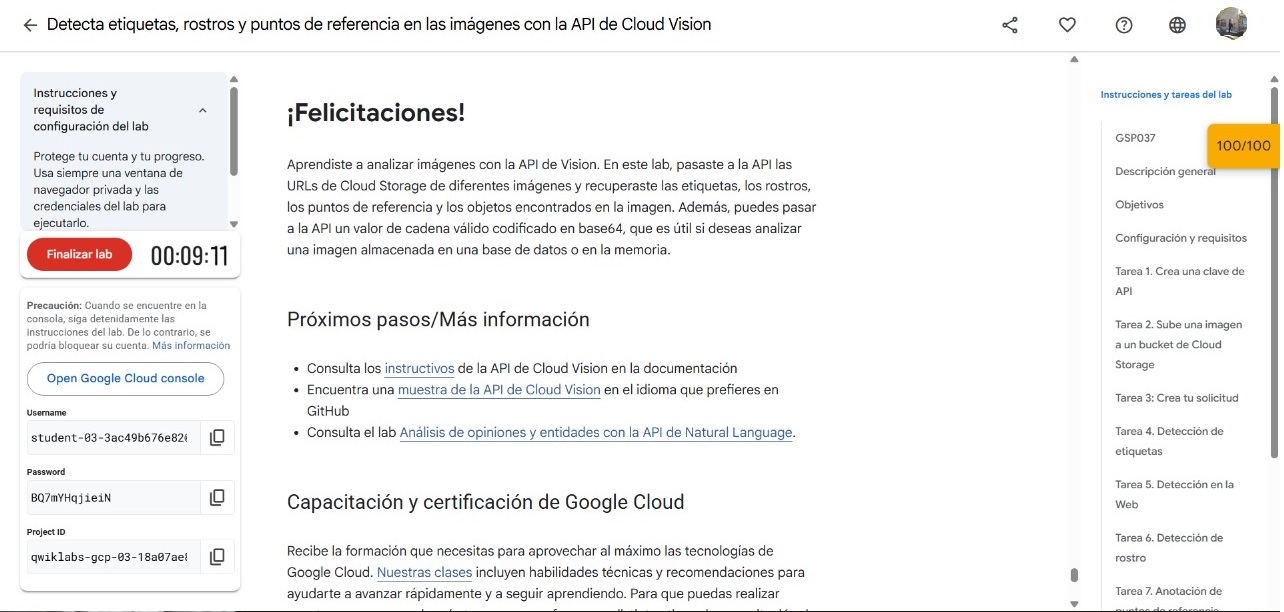 Detecta etiquetas, rostros y puntos de referencia en las imágenes con la API de Cloud Vision
Instrucciones y
requisitos de
configuración del lab
Protege tu cuenta y tu progreso.
Usa siempre una ventana de
navegador privada y las
credenciales del lab para
ejecutarlo.
Finalizar lab
00:09:11
Precaución: Cuando se encuentre en la
consola, siga detenidamente las
instrucciones del lab. De lo contrario, se
podría bloquear su cuenta. Más información
Open Google Cloud console
Username
student-03-3ac49b676e82
Password
BQ7mYHqjieiN
Project ID
qwiklabs-gcp-03-18a07ae
¡Felicitaciones!
Aprendiste a analizar imágenes con la API de Vision. En este lab, pasaste a la API las
URLs de Cloud Storage de diferentes imágenes y recuperaste las etiquetas, los rostros,
los puntos de referencia y los objetos encontrados en la imagen. Además, puedes pasar
a la API un valor de cadena válido codificado en base64, que es útil si deseas analizar
una imagen almacenada en una base de datos o en la memoria.
Próximos pasos/Más información
• Consulta los instructivos de la API de Cloud Vision en la documentación
• Encuentra una muestra de la API de Cloud Vision en el idioma que prefieres en
GitHub
• Consulta el lab Análisis de opiniones y entidades con la API de Natural Language.
Capacitación y certificación de Google Cloud
Recibe la formación que necesitas para aprovechar al máximo las tecnologías de
Google Cloud. Nuestras clases incluyen habilidades técnicas y recomendaciones para
ayudarte a avanzar rápidamente y a seguir aprendiendo. Para que puedas realizar
Instrucciones y tareas del lab
GSP037
100/100
Descripción general
Objetivos
Configuración y requisitos
Tarea 1. Crea una clave de
API
Tarea 2. Sube una imagen
a un bucket de Cloud
Storage
Tarea 3: Crea tu solicitud
Tarea 4. Detección de
etiquetas
Tarea 5. Detección en la
Web
Tarea 6. Detección de
rostro
Tarea 7. Anotación de
puntos de referencia